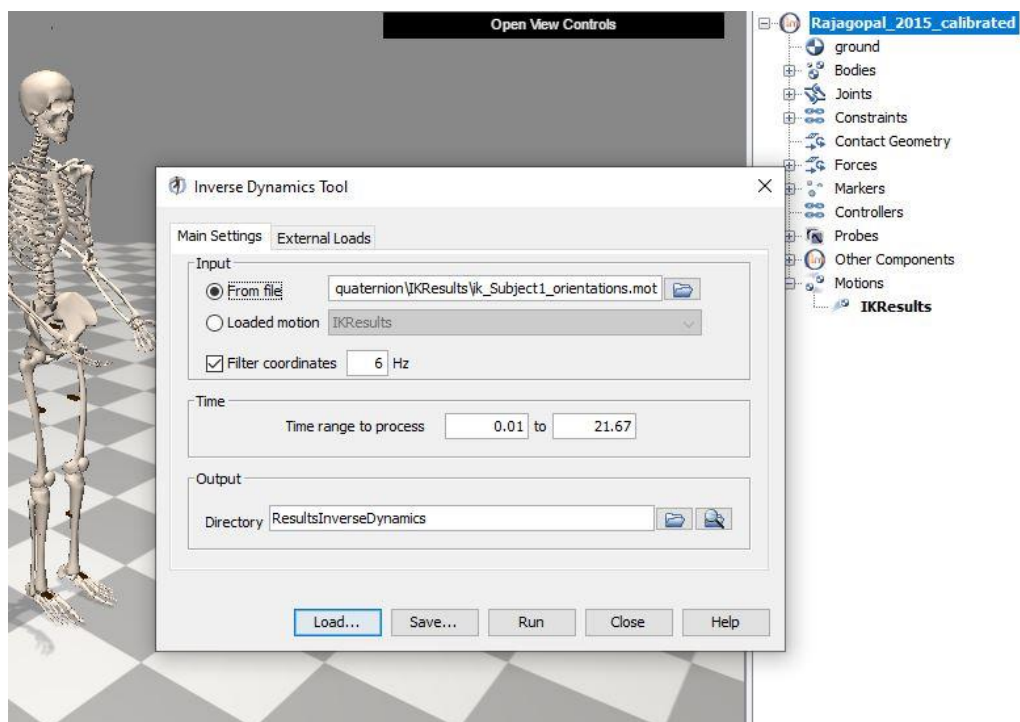 Open View Controls
Rajagopal_2015_calibrated
ground
Bodies
Joints
Constraints
Contact Geometry
Forces
Markers
Controllers
Probes
Other Components
Motions
IKResults
Inverse Dynamics Tool
Main Settings External Loads
Input
From file quaternion\IKResults\ik_Subject1_orientations.mot
Loaded motion IKResults
Filter coordinates 6 Hz
Time
Time range to process 0.01 to 21.67
Output
Directory ResultsInverseDynamics
Load... Save... Run Close Help